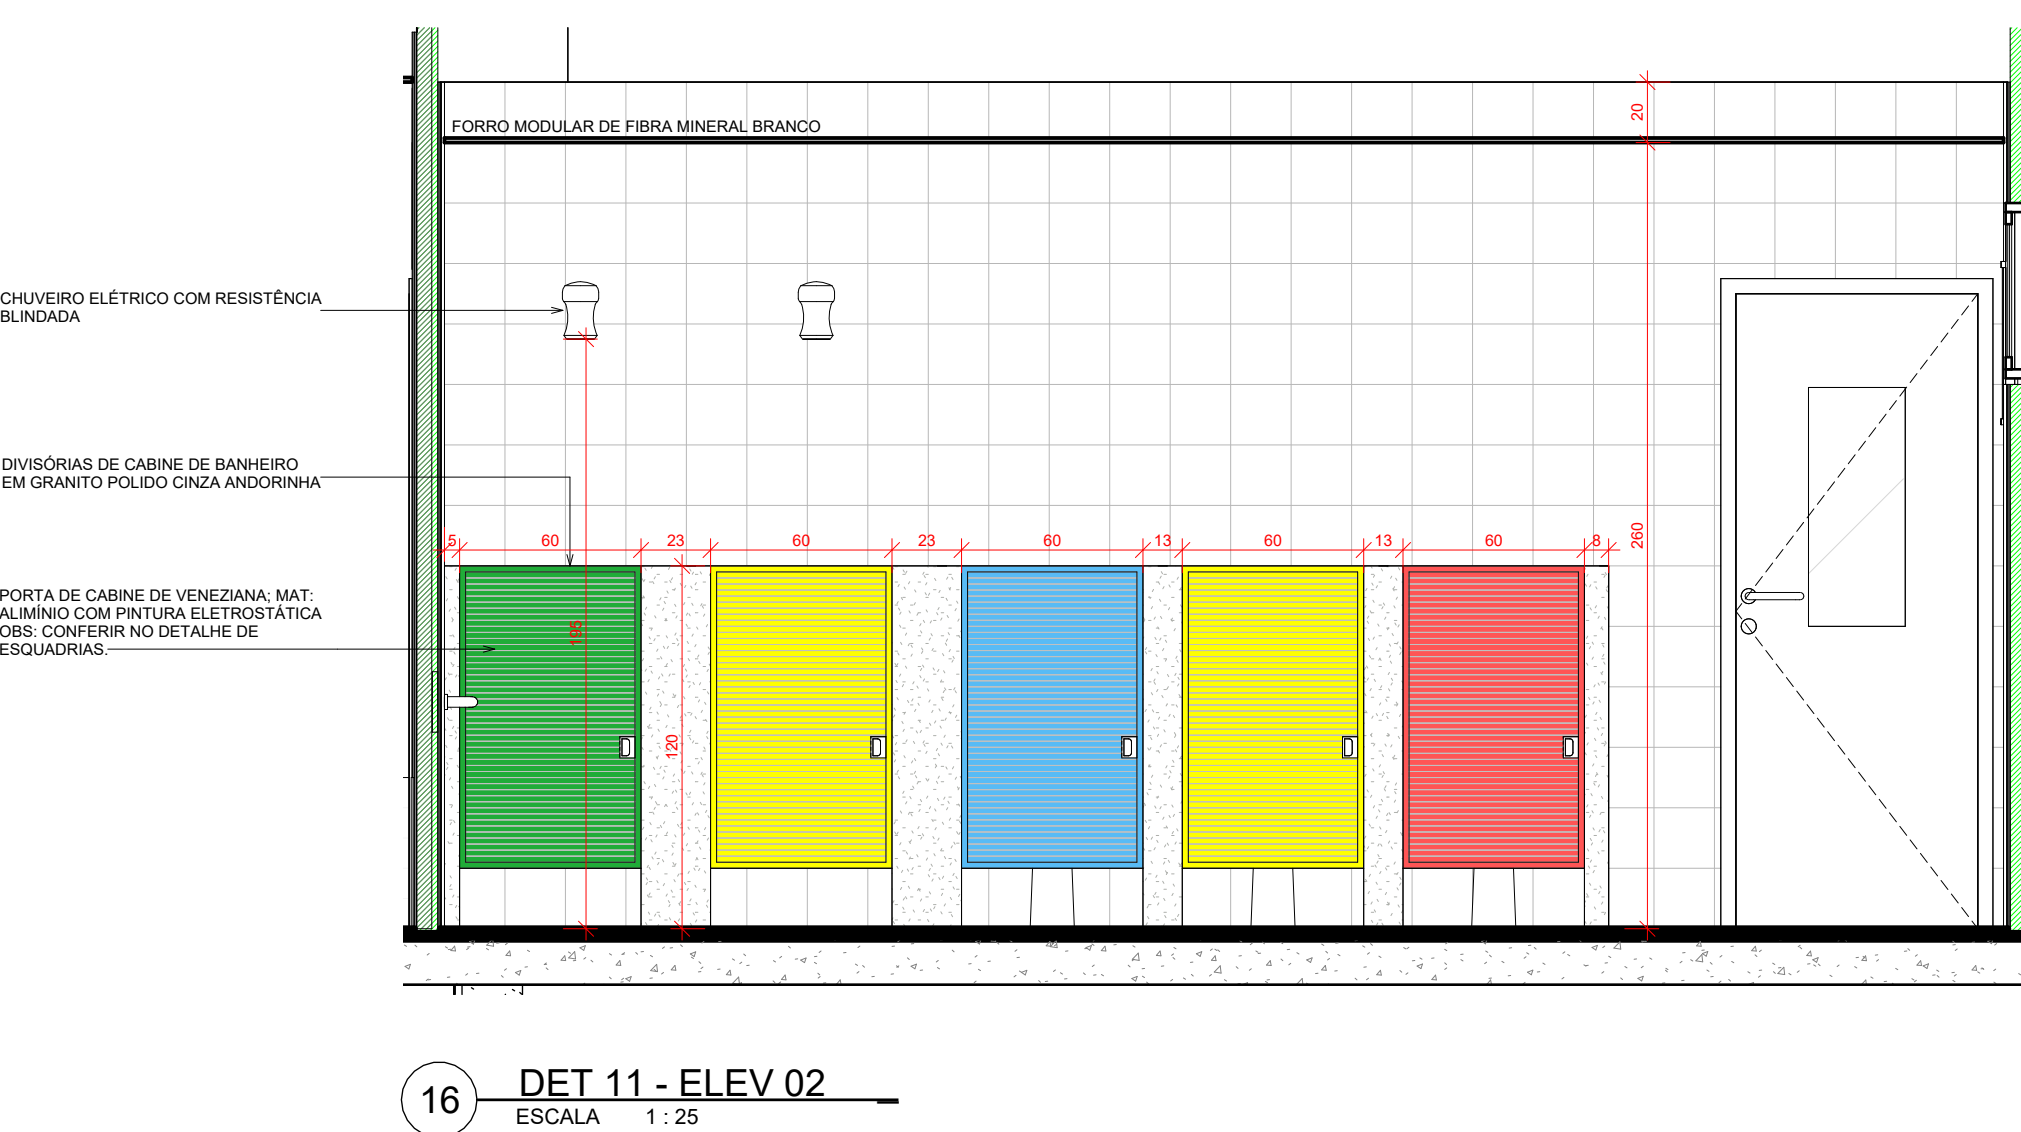 20
FORRO MODULAR DE FIBRA MINERAL BRANCO
CHUVEIRO ELÉTRICO COM RESISTÊNCIA
BLINDADA
DIVISÓRIAS DE CABINE DE BANHEIRO
EM GRANITO POLIDO CINZA ANDORINHA
260
5 60 23 60 23 60 13 60 13 60 8
PORTA DE CABINE DE VENEZIANA; MAT:
ALIMÍNIO COM PINTURA ELETROSTÁTICA
OBS: CONFERIR NO DETALHE DE
ESQUADRIAS.
195
120
16
DET 11 - ELEV 02
ESCALA 1 : 25